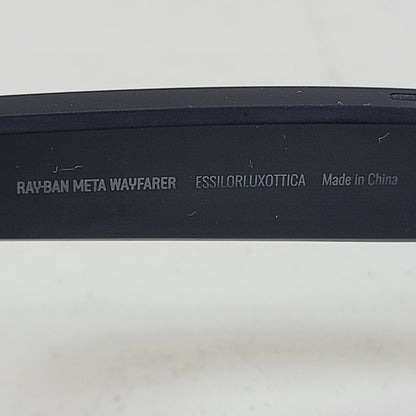 RAY-BAN META WAYFARER ESSILORLUXOTTICA Made in China